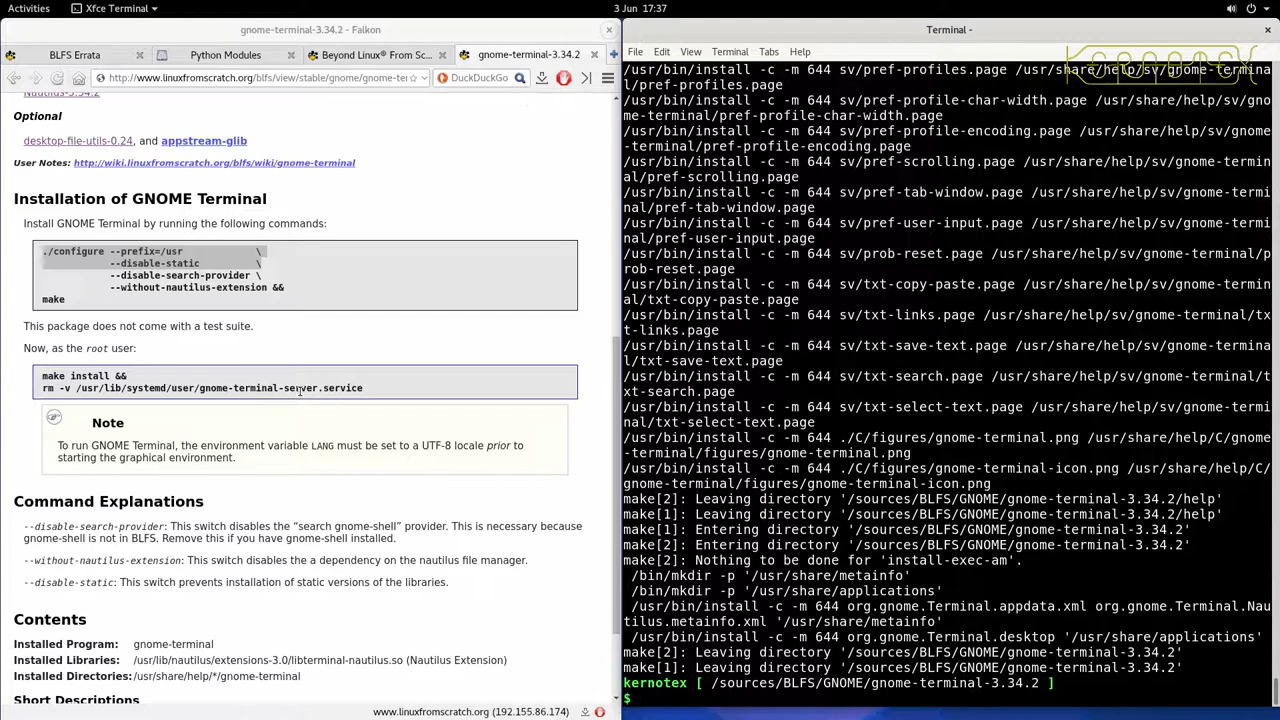 Activities
Xfce Terminal
3 Jun 17:37
gnome-terminal-3.34.2 - Falkon
BLFS Errata
Python Modules
Beyond Linux® From Sc...
gnome-terminal-3.34.2
http://www.linuxfromscratch.org/blfs/view/stable/gnome/gnome-ter
DuckDuckGo
Nautilus-3.34.2
Optional
desktop-file-utils-0.24, and appstream-glib
User Notes: http://wiki.linuxfromscratch.org/blfs/wiki/gnome-terminal
Installation of GNOME Terminal
Install GNOME Terminal by running the following commands:
./configure --prefix=/usr \
--disable-static \
--disable-search-provider \
--without-nautilus-extension &&
make
This package does not come with a test suite.
Now, as the root user:
make install &&
rm -v /usr/lib/systemd/user/gnome-terminal-server.service
Note
To run GNOME Terminal, the environment variable LANG must be set to a UTF-8 locale prior to
starting the graphical environment.
Command Explanations
--disable-search-provider: This switch disables the “search gnome-shell” provider. This is necessary because
gnome-shell is not in BLFS. Remove this if you have gnome-shell installed.
--without-nautilus-extension: This switch disables the a dependency on the nautilus file manager.
--disable-static: This switch prevents installation of static versions of the libraries.
Contents
Installed Program: gnome-terminal
Installed Libraries: /usr/lib/nautilus/extensions-3.0/libterminal-nautilus.so (Nautilus Extension)
Installed Directories: /usr/share/help/*/gnome-terminal
Short Descriptions
www.linuxfromscratch.org (192.155.86.174)
Terminal -
File Edit View Terminal Tabs Help
KERNOTEX
/usr/bin/install -c -m 644 sv/pref-profiles.page /usr/share/help/sv/gnome-termina
l/pref-profiles.page
/usr/bin/install -c -m 644 sv/pref-profile-char-width.page /usr/share/help/sv/gno
me-terminal/pref-profile-char-width.page
/usr/bin/install -c -m 644 sv/pref-profile-encoding.page /usr/share/help/sv/gnome
-terminal/pref-profile-encoding.page
/usr/bin/install -c -m 644 sv/pref-scrolling.page /usr/share/help/sv/gnome-termin
al/pref-scrolling.page
/usr/bin/install -c -m 644 sv/pref-tab-window.page /usr/share/help/sv/gnome-termi
nal/pref-tab-window.page
/usr/bin/install -c -m 644 sv/pref-user-input.page /usr/share/help/sv/gnome-termi
nal/pref-user-input.page
/usr/bin/install -c -m 644 sv/prob-reset.page /usr/share/help/sv/gnome-terminal/p
rob-reset.page
/usr/bin/install -c -m 644 sv/txt-copy-paste.page /usr/share/help/sv/gnome-termin
al/txt-copy-paste.page
/usr/bin/install -c -m 644 sv/txt-links.page /usr/share/help/sv/gnome-terminal/tx
t-links.page
/usr/bin/install -c -m 644 sv/txt-save-text.page /usr/share/help/sv/gnome-termina
l/txt-save-text.page
/usr/bin/install -c -m 644 sv/txt-search.page /usr/share/help/sv/gnome-terminal/t
xt-search.page
/usr/bin/install -c -m 644 sv/txt-select-text.page /usr/share/help/sv/gnome-termi
nal/txt-select-text.page
/usr/bin/install -c -m 644 ./C/figures/gnome-terminal.png /usr/share/help/C/gnome
-terminal/figures/gnome-terminal.png
/usr/bin/install -c -m 644 ./C/figures/gnome-terminal-icon.png /usr/share/help/C/
gnome-terminal/figures/gnome-terminal-icon.png
make[2]: Leaving directory '/sources/BLFS/GNOME/gnome-terminal-3.34.2/help'
make[1]: Leaving directory '/sources/BLFS/GNOME/gnome-terminal-3.34.2/help'
make[1]: Entering directory '/sources/BLFS/GNOME/gnome-terminal-3.34.2'
make[2]: Entering directory '/sources/BLFS/GNOME/gnome-terminal-3.34.2'
make[2]: Nothing to be done for 'install-exec-am'.
/bin/mkdir -p '/usr/share/metainfo'
/bin/mkdir -p '/usr/share/applications'
/usr/bin/install -c -m 644 org.gnome.Terminal.appdata.xml org.gnome.Terminal.Nau
tilus.metainfo.xml '/usr/share/metainfo'
/usr/bin/install -c -m 644 org.gnome.Terminal.desktop '/usr/share/applications'
make[2]: Leaving directory '/sources/BLFS/GNOME/gnome-terminal-3.34.2'
make[1]: Leaving directory '/sources/BLFS/GNOME/gnome-terminal-3.34.2'
kernotex [ /sources/BLFS/GNOME/gnome-terminal-3.34.2 ]
$